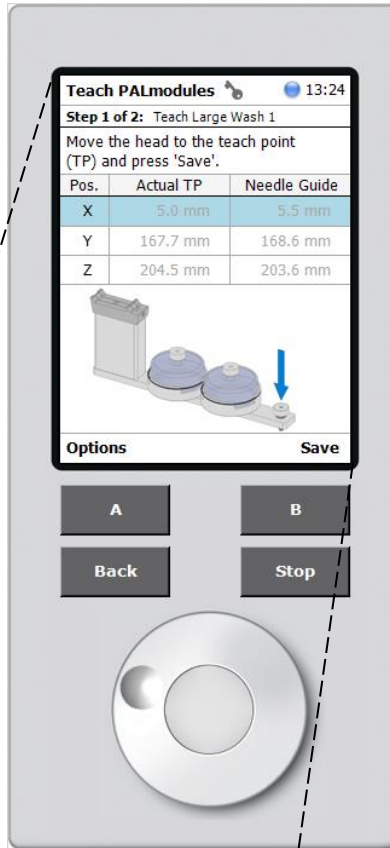 Teach PALmodules 13:24
Step 1 of 2: Teach Large Wash 1
Move the head to the teach point
(TP) and press 'Save'.
Pos. Actual TP Needle Guide
X 5.0 mm 5.5 mm
Y 167.7 mm 168.6 mm
Z 204.5 mm 203.6 mm
Options Save
A B
Back Stop